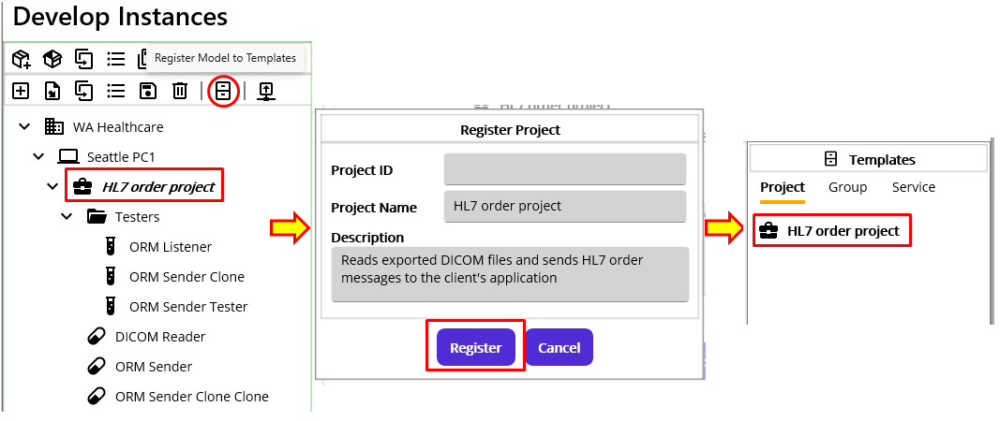 Develop Instances
Register Model to Templates
WA Healthcare
Seattle PC1
HL7 order project
Testers
ORM Listener
ORM Sender Clone
ORM Sender Tester
DICOM Reader
ORM Sender
ORM Sender Clone Clone
HL7 order project
Register Project
Project ID
Project Name
HL7 order project
Description
Reads exported DICOM files and sends HL7 order
messages to the client's application
Register
Cancel
Templates
Project
Group
Service
HL7 order project